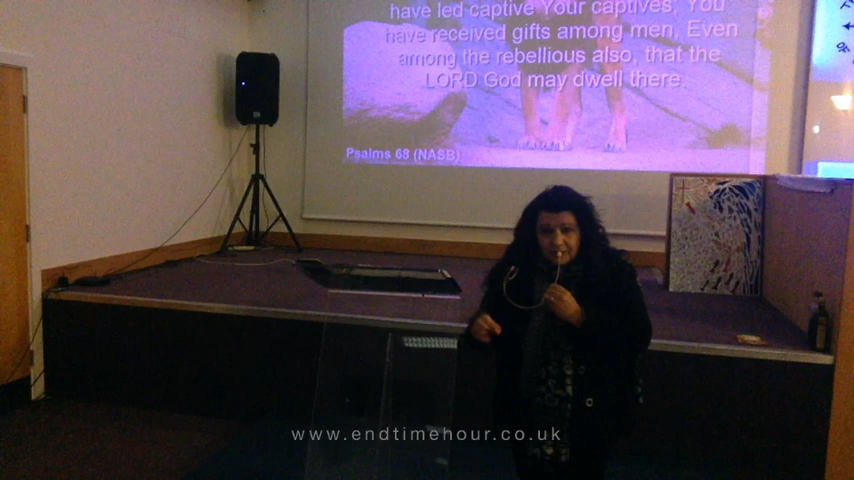 have led captive Your captives; You
have received gifts among men, Even
among the rebellious also, that the
LORD God may dwell there.
Psalms 68 (NASB)
www.endtimehour.co.uk